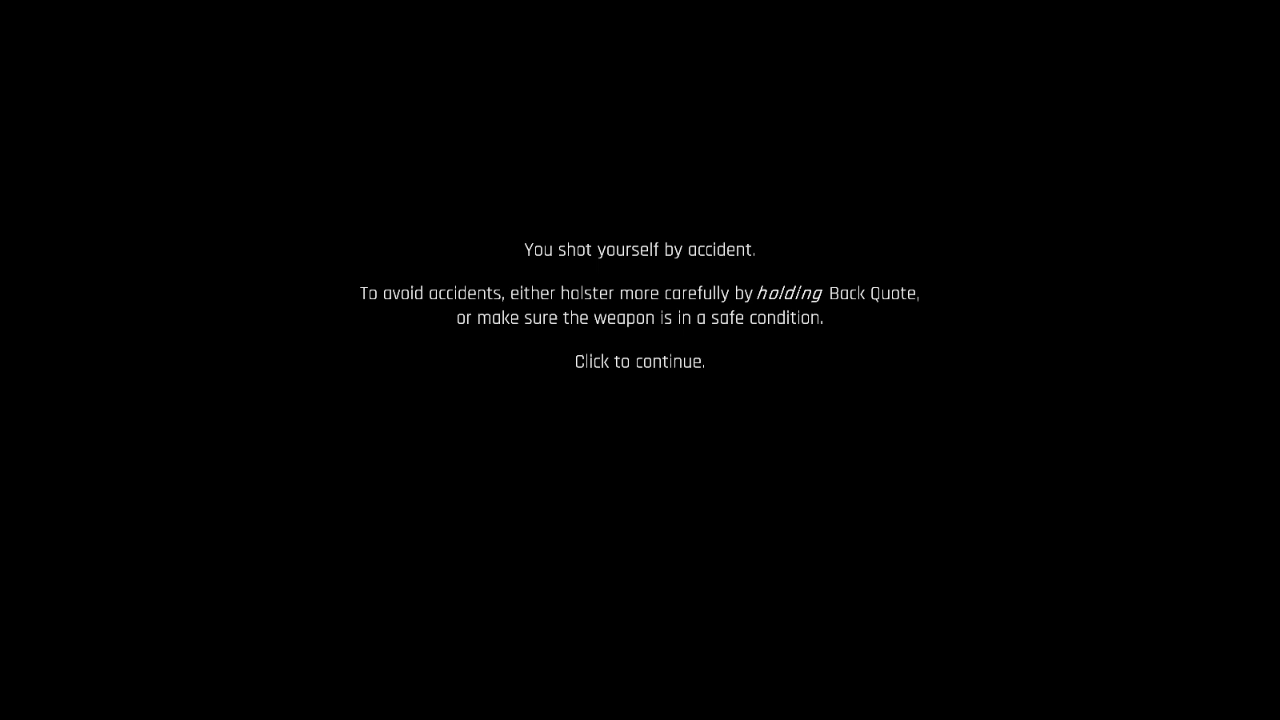 You shot yourself by accident.
To avoid accidents, either holster more carefully by holding Back Quote,
or make sure the weapon is in a safe condition.
Click to continue.